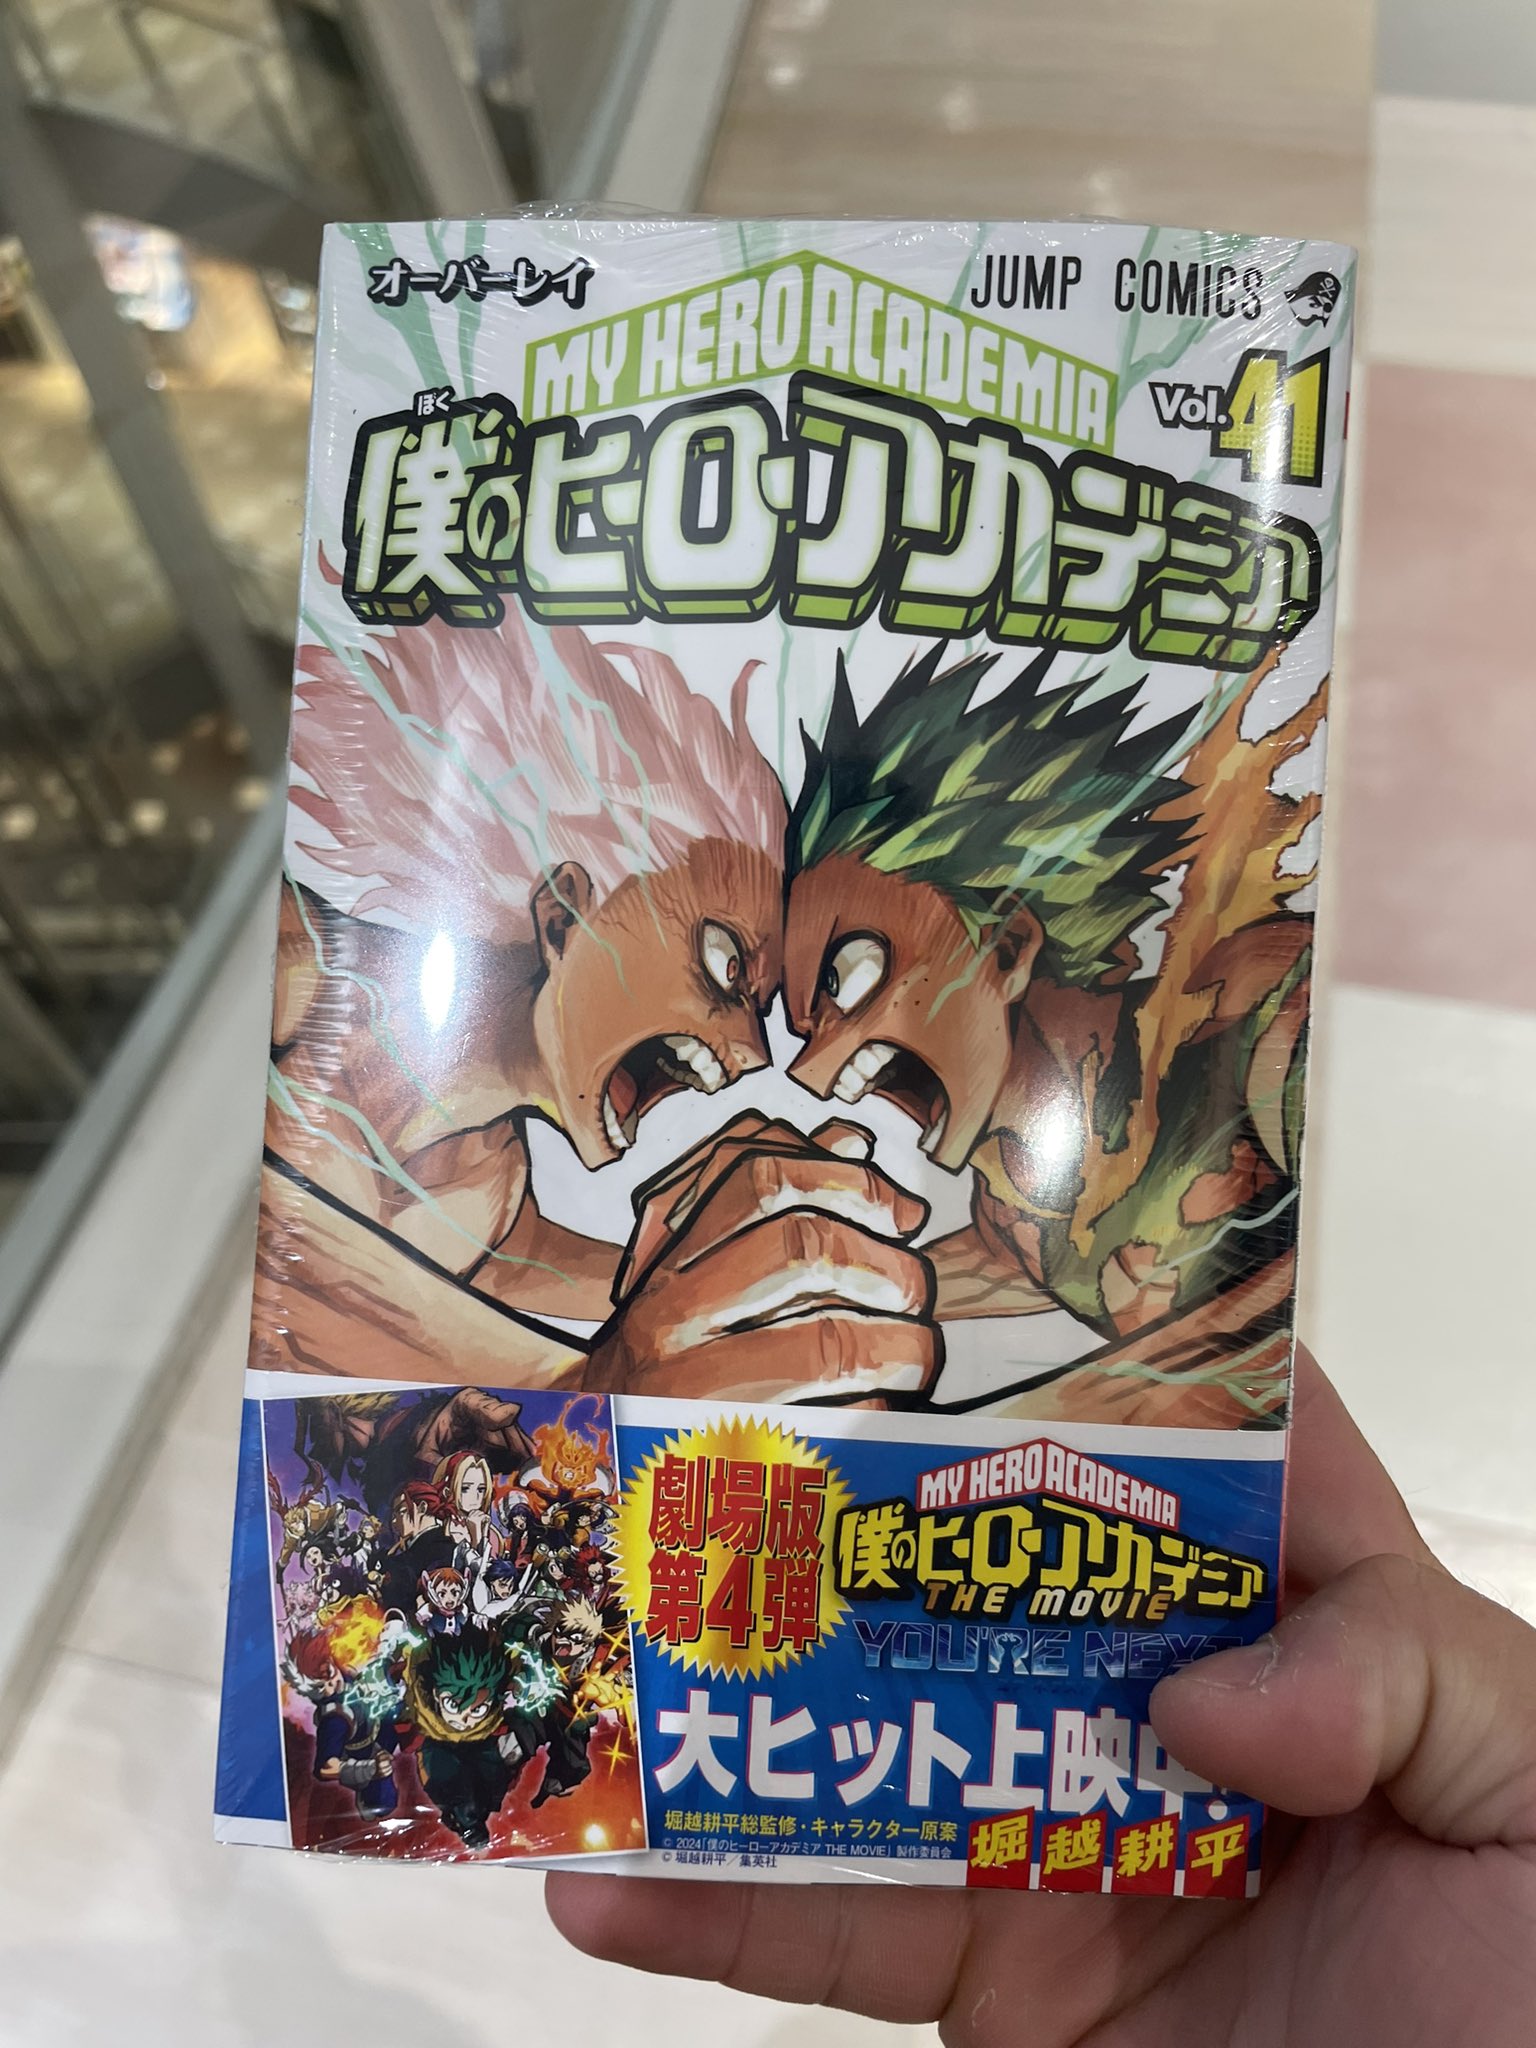 オーバーレイ
JUMP COMICS
MY HERO ACADEMIA
Vol.41
ぼく
僕のヒーローアカデミア
劇場版
第4弾
MY HERO ACADEMIA
僕のヒーローアカデミア
THE MOVIE
YOU'RE NEXT
大ヒット上映中!
堀越耕平総監修・キャラクター原案
© 2024「僕のヒーローアカデミア THE MOVIE」製作委員会
© 堀越耕平/集英社
堀越耕平